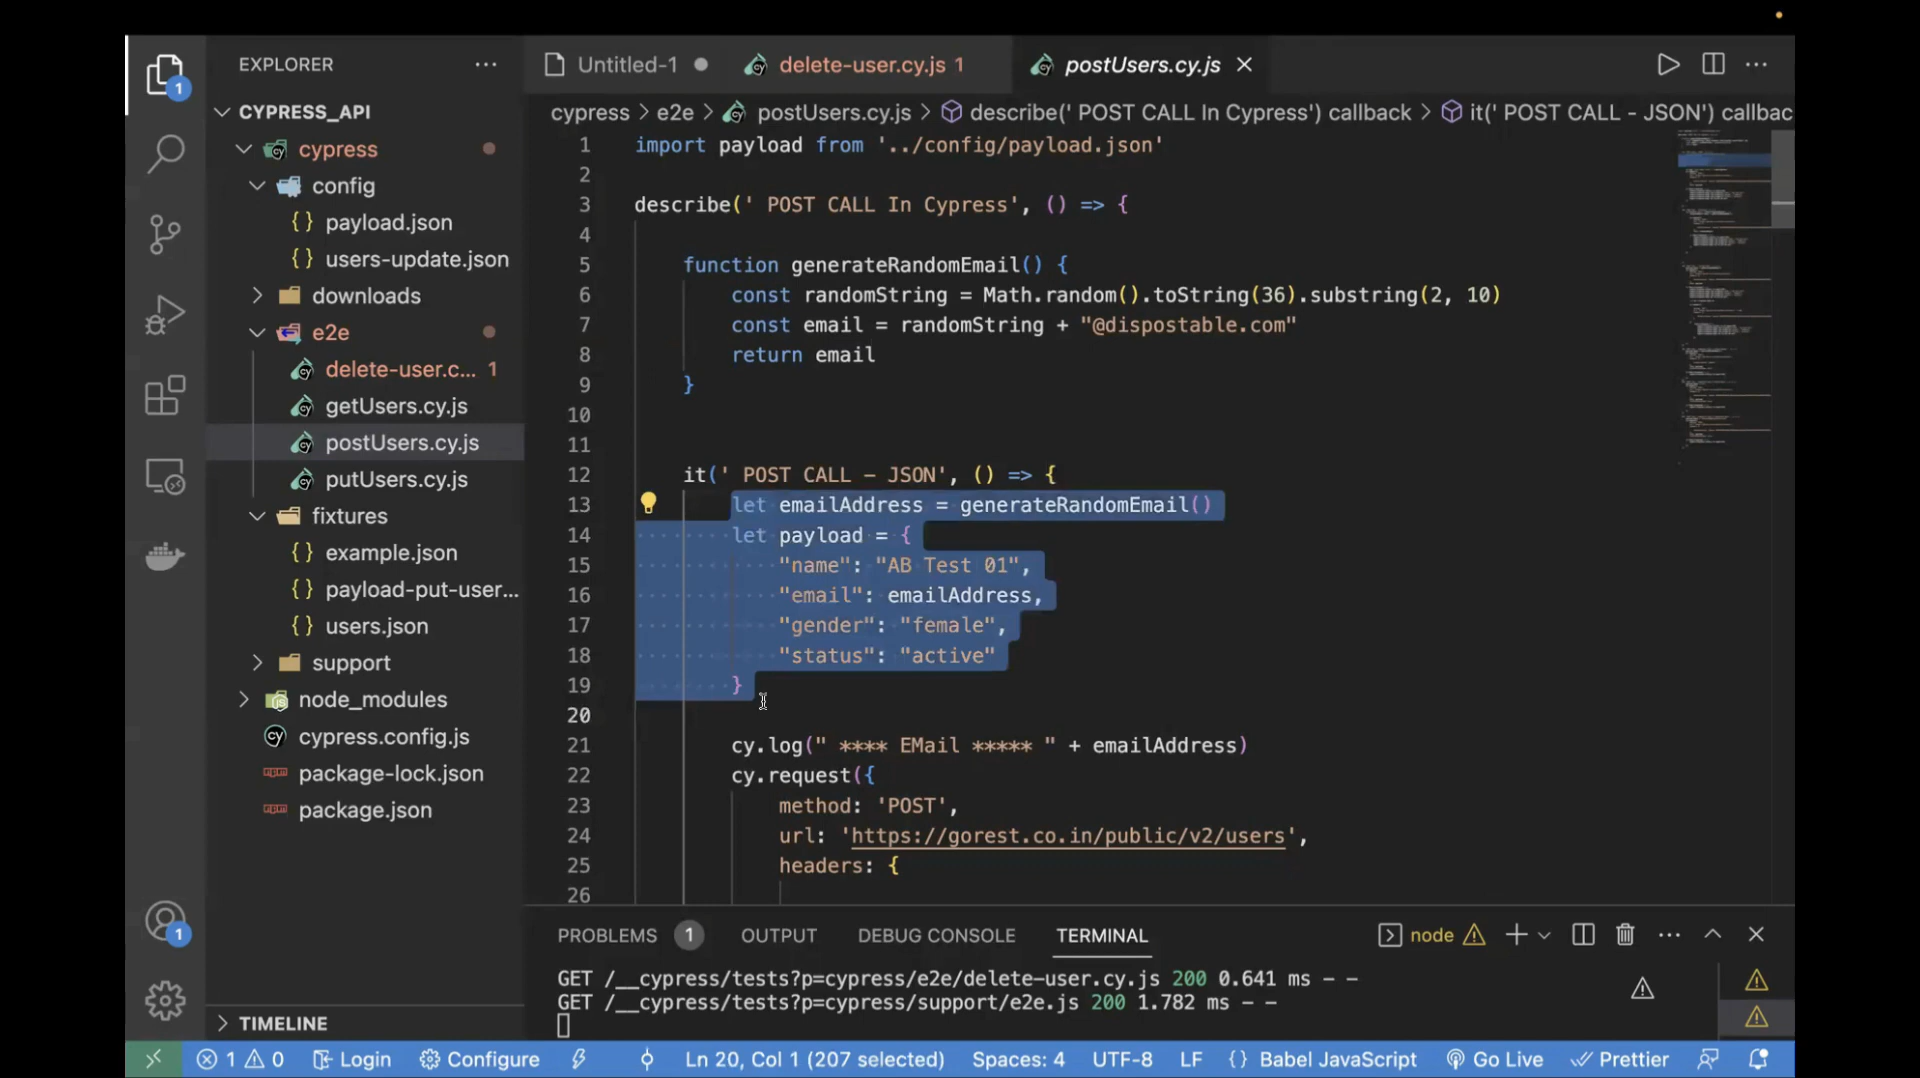 EXPLORER
Untitled-1
delete-user.cy.js 1
postUsers.cy.js
1
CYPRESS_API
cypress
config
payload.json
users-update.json
downloads
e2e
delete-user.c... 1
getUsers.cy.js
postUsers.cy.js
putUsers.cy.js
fixtures
example.json
payload-put-user...
users.json
support
node_modules
cypress.config.js
package-lock.json
package.json
TIMELINE
1
cypress > e2e > postUsers.cy.js > describe(' POST CALL In Cypress') callback > it(' POST CALL - JSON') callbac
1 import payload from '../config/payload.json'
2
3 describe(' POST CALL In Cypress', () => {
4
5 function generateRandomEmail() {
6 const randomString = Math.random().toString(36).substring(2, 10)
7 const email = randomString + "@dispostable.com"
8 return email
9 }
10
11
12 it(' POST CALL – JSON', () => {
13 let emailAddress = generateRandomEmail()
14 let payload = {
15 "name": "AB Test 01",
16 "email": emailAddress,
17 "gender": "female",
18 "status": "active"
19 }
20
21 cy.log(" **** EMail ***** " + emailAddress)
22 cy.request({
23 method: 'POST',
24 url: 'https://gorest.co.in/public/v2/users',
25 headers: {
26
PROBLEMS 1 OUTPUT DEBUG CONSOLE TERMINAL node
GET /__cypress/tests?p=cypress/e2e/delete-user.cy.js 200 0.641 ms - -
GET /__cypress/tests?p=cypress/support/e2e.js 200 1.782 ms - -
1 0 Login Configure Ln 20, Col 1 (207 selected) Spaces: 4 UTF-8 LF {} Babel JavaScript Go Live Prettier